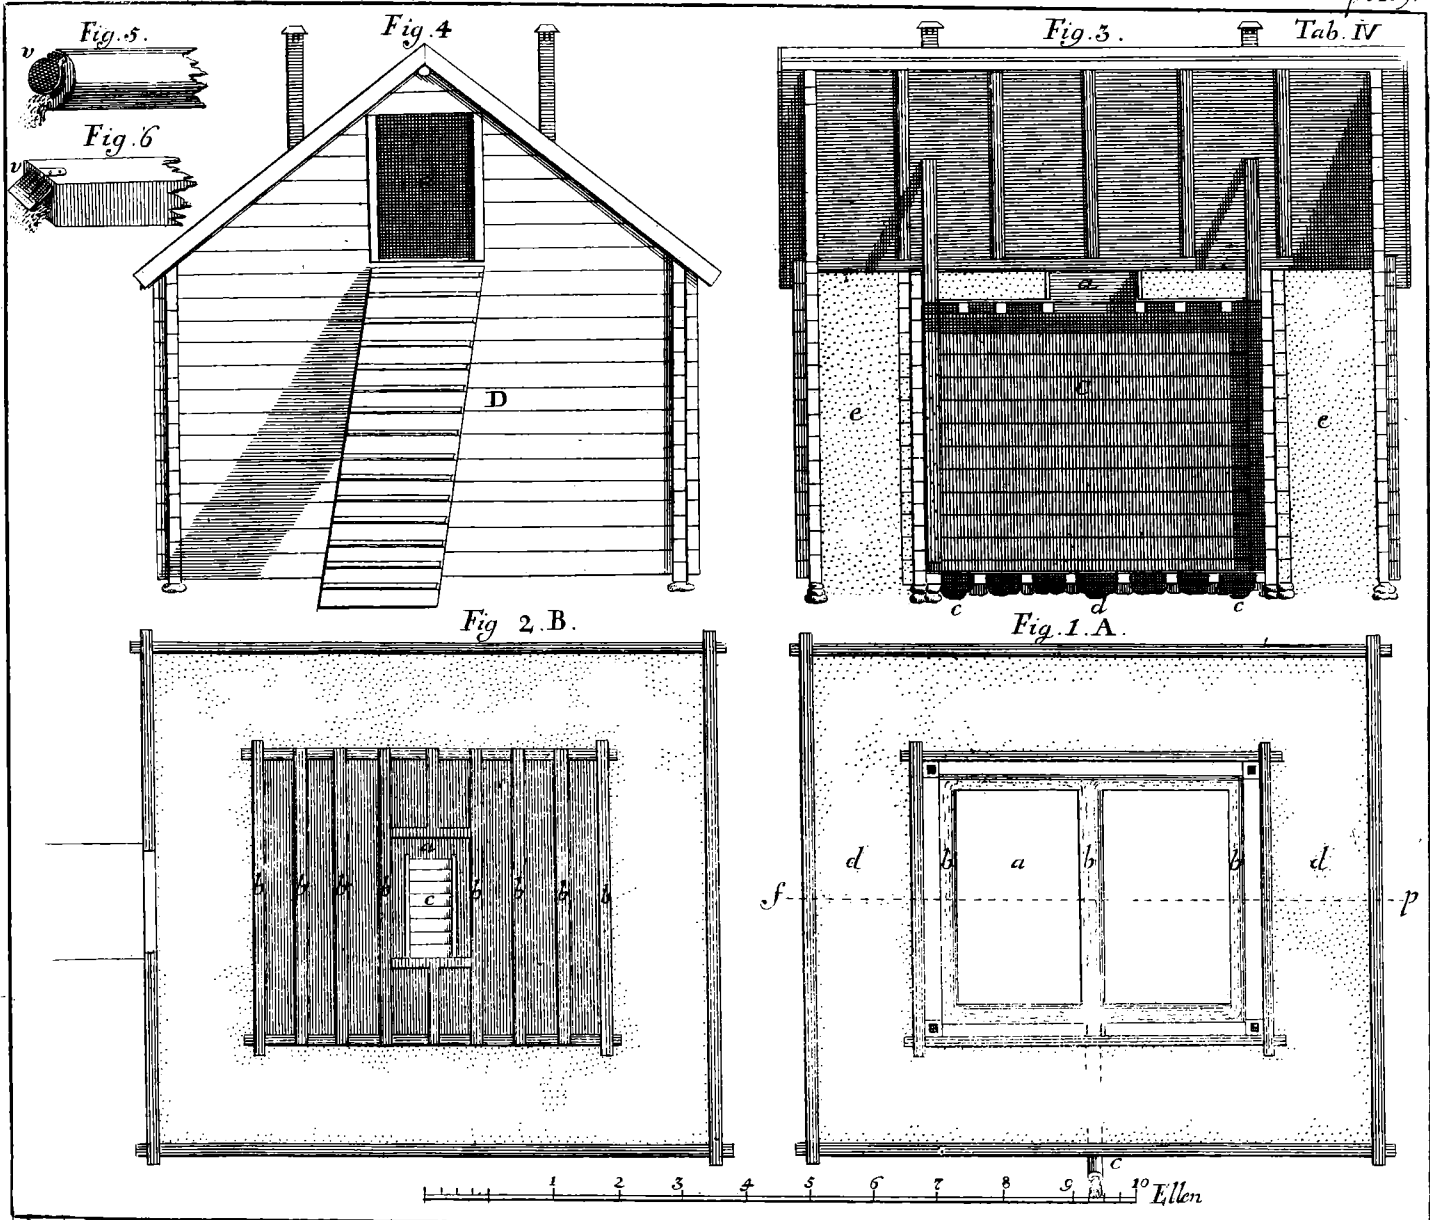 Tab. IV
Fig. 5.
v
Fig. 6
v
Fig. 4
c
D
Fig. 3.
a
C
e
e
c
d
c
Fig 2. B.
a
b b b b c b b b b
Fig. 1. A.
d b a b b d
f p
c
1 2 3 4 5 6 7 8 9 10 Ellen